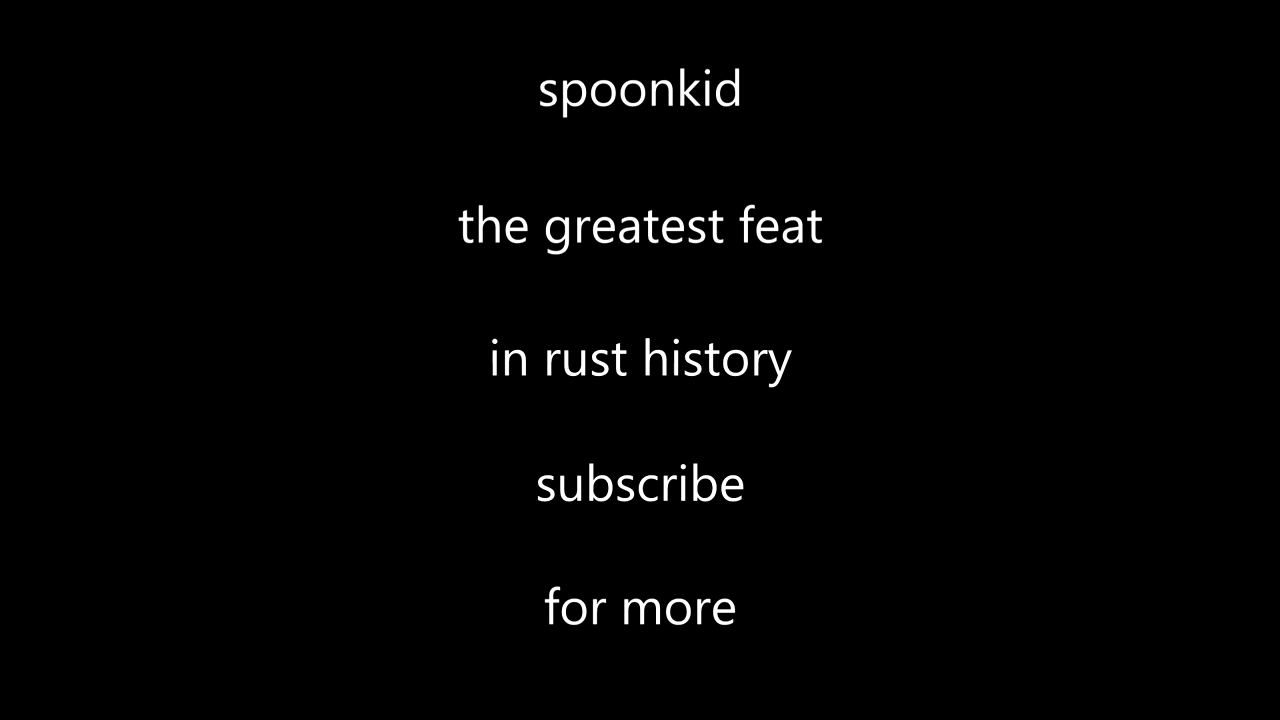 spoonkid
the greatest feat
in rust history
subscribe
for more